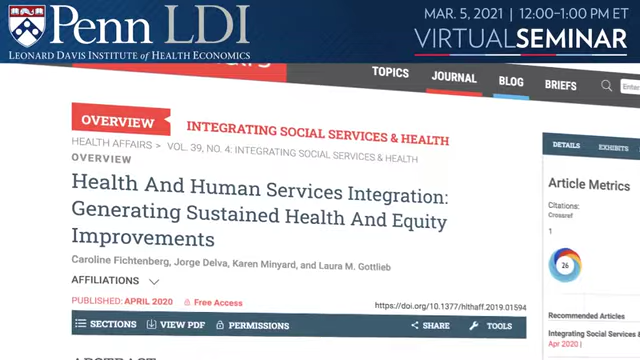 Penn LDI
LEONARD DAVIS INSTITUTE of HEALTH ECONOMICS
MAR. 5, 2021 | 12:00-1:00 PM ET
VIRTUALSEMINAR
TOPICS JOURNAL BLOG BRIEFS Enter
OVERVIEW INTEGRATING SOCIAL SERVICES & HEALTH
HEALTH AFFAIRS > VOL. 39, NO. 4: INTEGRATING SOCIAL SERVICES & HEALTH
OVERVIEW
Health And Human Services Integration:
Generating Sustained Health And Equity
Improvements
Caroline Fichtenberg, Jorge Delva, Karen Minyard, and Laura M. Gottlieb
AFFILIATIONS
PUBLISHED: APRIL 2020 Free Access https://doi.org/10.1377/hlthaff.2019.01594
SECTIONS VIEW PDF PERMISSIONS SHARE TOOLS
ABSTRACT
DETAILS EXHIBITS
Article Metrics
Citations:
Crossref
1
26
Recommended Articles
Integrating Social Services &
Apr 2020 |